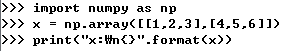 >>> import numpy as np
>>> x = np.array([[1,2,3],[4,5,6]])
>>> print("x:₩n{}".format(x))